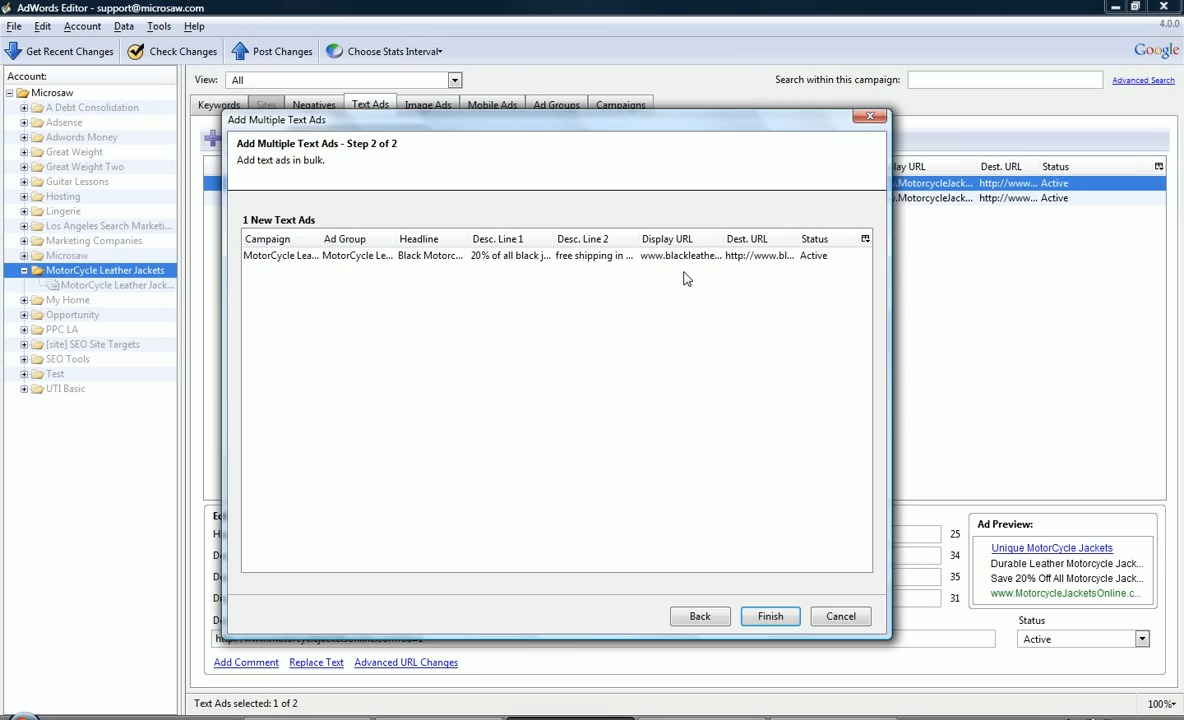 AdWords Editor - support@microsaw.com
File Edit Account Data Tools Help
4.0.0
Get Recent Changes Check Changes Post Changes Choose Stats Interval
Google
Account:
Microsaw
A Debt Consolidation
Adsense
Adwords Money
Great Weight
Great Weight Two
Guitar Lessons
Hosting
Lingerie
Los Angeles Search Marketi...
Marketing Companies
Microsaw
MotorCycle Leather Jackets
MotorCycle Leather Jack...
My Home
Opportunity
PPC LA
[site] SEO Site Targets
SEO Tools
Test
UTI Basic
View: All
Search within this campaign:
Advanced Search
Keywords Sites Negatives Text Ads Image Ads Mobile Ads Ad Groups Campaigns
Add Multiple Text Ads
Add Multiple Text Ads - Step 2 of 2
Add text ads in bulk.
1 New Text Ads
Campaign Ad Group Headline Desc. Line 1 Desc. Line 2 Display URL Dest. URL Status
MotorCycle Lea... MotorCycle Le... Black Motorc... 20% of all black j... free shipping in ... www.blackleathe... http://www.bl... Active
Back Finish Cancel
Dest. URL Status
.MotorcycleJack... http://www... Active
.MotorcycleJack... http://www... Active
25
34
35
31
Ad Preview:
Unique MotorCycle Jackets
Durable Leather Motorcycle Jack...
Save 20% Off All Motorcycle Jack...
www.MotorcycleJacketsOnline.c...
Status
Active
Add Comment Replace Text Advanced URL Changes
Text Ads selected: 1 of 2
100%